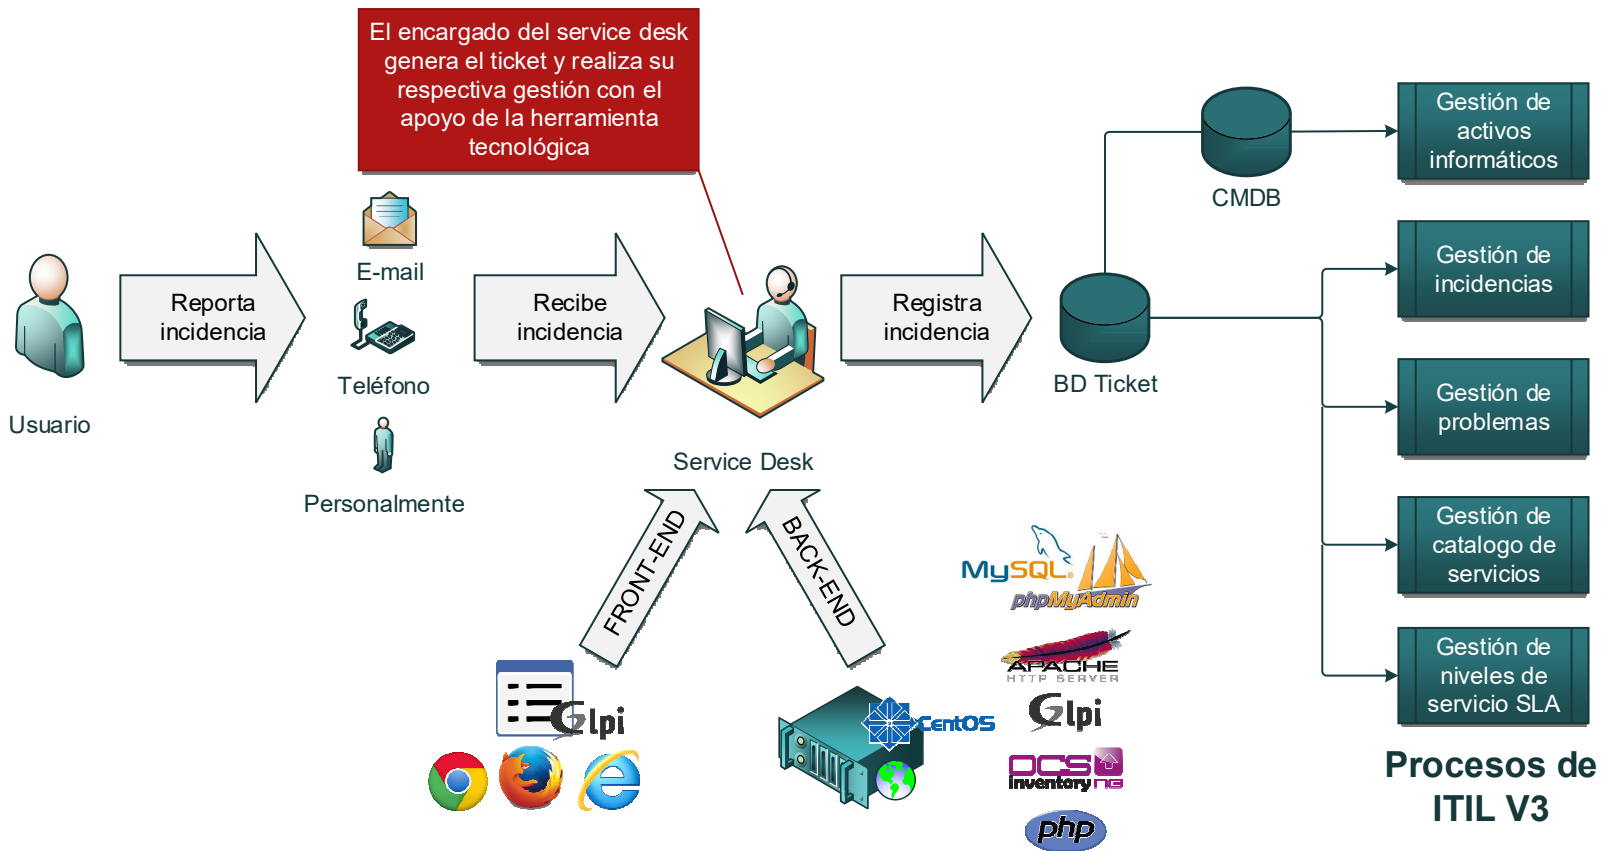 El encargado del service desk
genera el ticket y realiza su
respectiva gestión con el
apoyo de la herramienta
tecnológica
Usuario
Reporta
incidencia
E-mail
Teléfono
Personalmente
Recibe
incidencia
Service Desk
Registra
incidencia
BD Ticket
CMDB
Gestión de
activos
informáticos
Gestión de
incidencias
Gestión de
problemas
Gestión de
catalogo de
servicios
Gestión de
niveles de
servicio SLA
Procesos de
ITIL V3
FRONT-END
BACK-END
Glpi
CentOS
MySQL
phpMyAdmin
APACHE
HTTP SERVER
Glpi
OCS
inventory NG
php